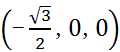 (-√3/2, 0, 0)